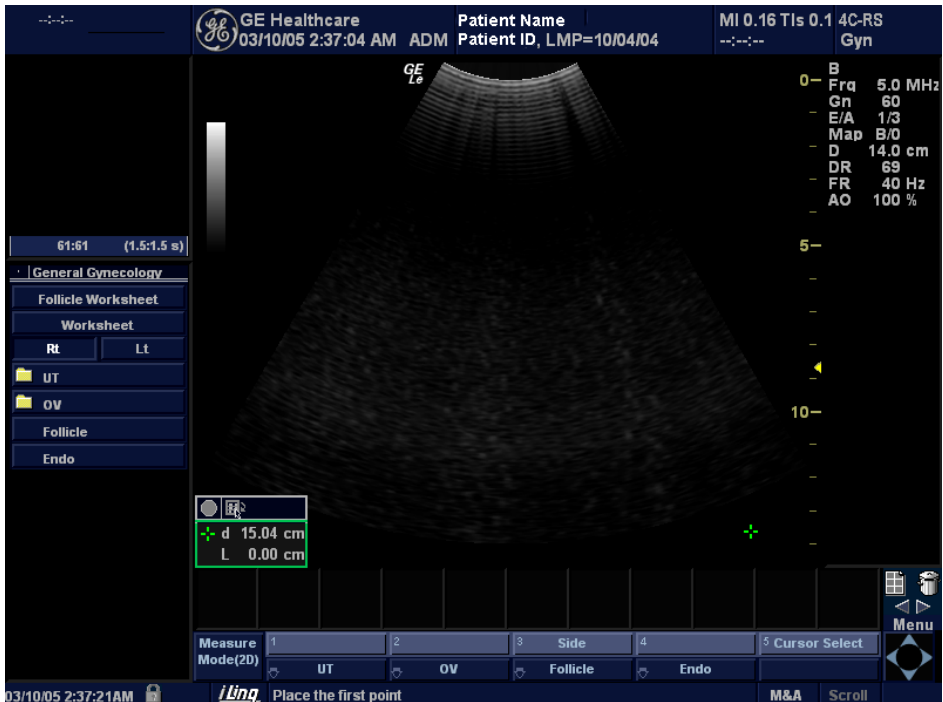 --:--:--
GE Healthcare
03/10/05 2:37:04 AM ADM
Patient Name
Patient ID, LMP=10/04/04
MI 0.16 TIs 0.1
--:--:--
4C-RS
Gyn
GE
Le
B
Frq 5.0 MHz
Gn 60
E/A 1/3
Map B/0
D 14.0 cm
DR 69
FR 40 Hz
AO 100 %
0
5
10
61:61 (1.5:1.5 s)
General Gynecology
Follicle Worksheet
Worksheet
Rt Lt
UT
OV
Follicle
Endo
d 15.04 cm
L 0.00 cm
Menu
Measure
Mode(2D)
1 2 3 Side 4 5 Cursor Select
UT OV Follicle Endo
03/10/05 2:37:21AM
iLinq Place the first point
M&A Scroll